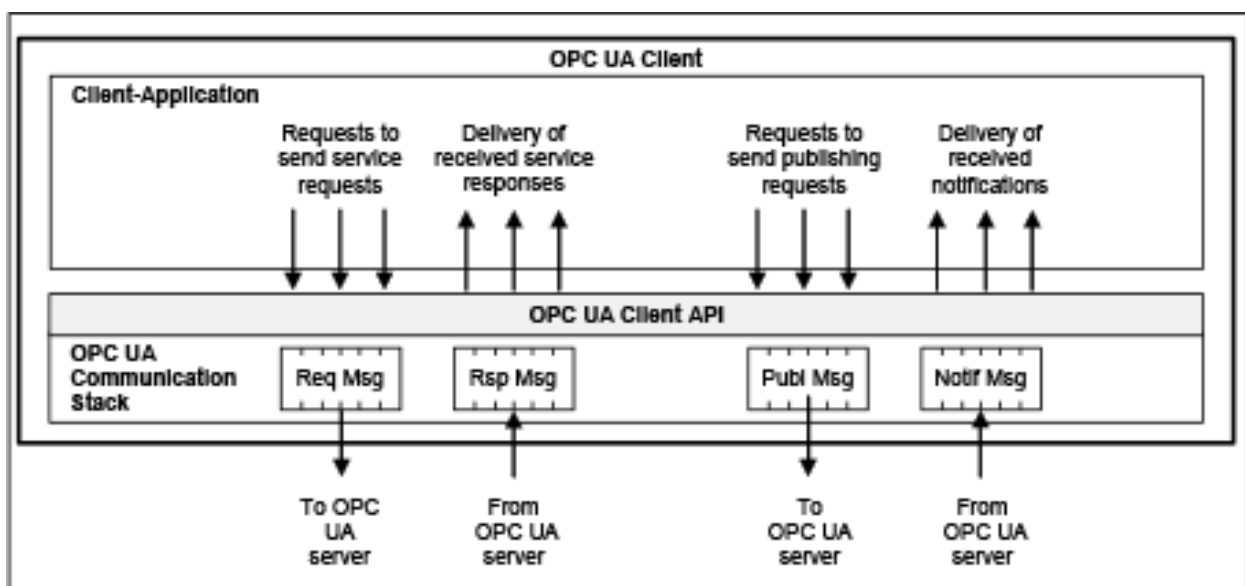 OPC UA Client
Client-Application
Requests to
send service
requests
Delivery of
received service
responses
Requests to
send publishing
requests
Delivery of
received
notifications
OPC UA Client API
OPC UA
Communication
Stack
Req Msg
Rsp Msg
Publ Msg
Notif Msg
To OPC
UA
server
From
OPC UA
server
To
OPC UA
server
From
OPC UA
server